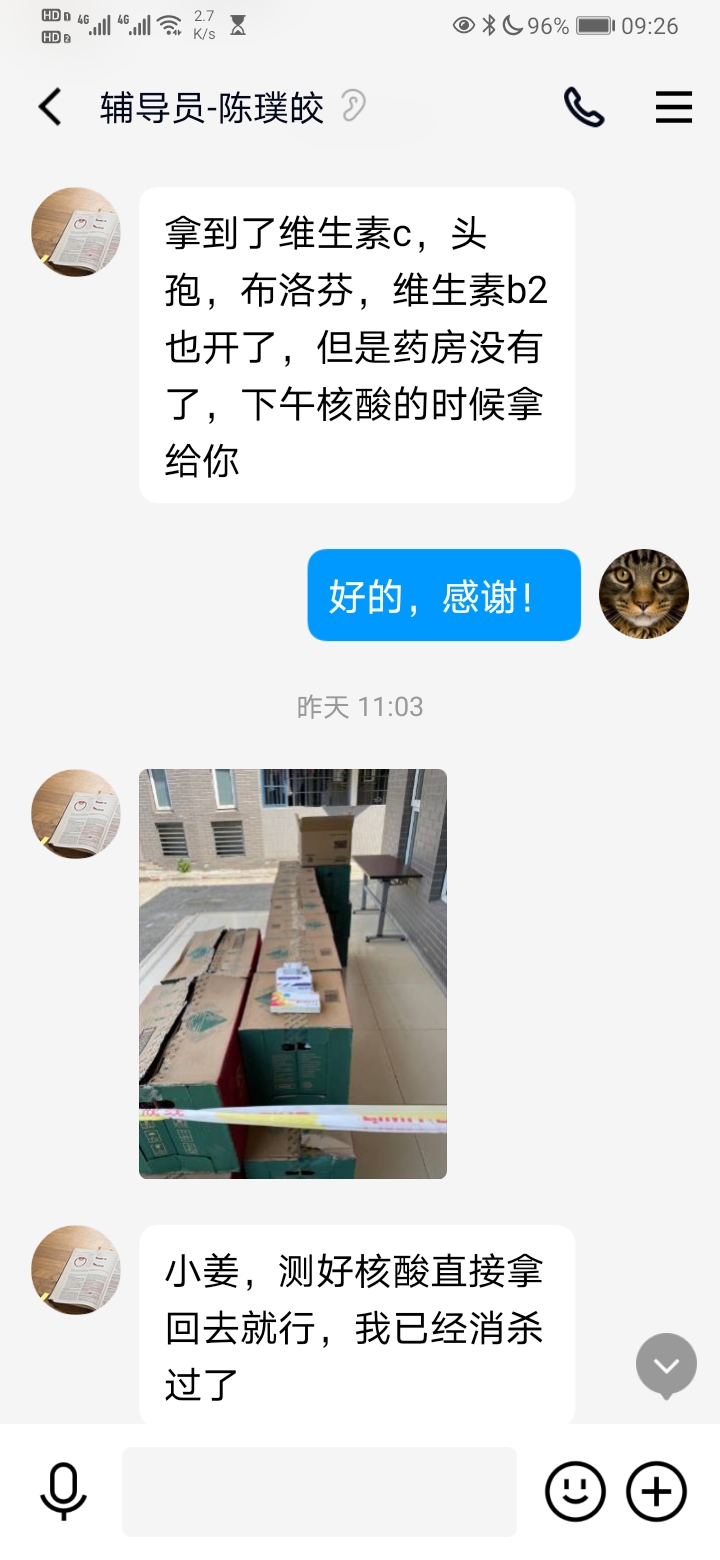 HD 1 4G 4G 2.7 96% 09:26
HD 2 K/s
辅导员-陈璞皎
拿到了维生素c，头
孢，布洛芬，维生素b2
也开了，但是药房没有
了，下午核酸的时候拿
给你
好的，感谢！
昨天 11:03
小姜，测好核酸直接拿
回去就行，我已经消杀
过了